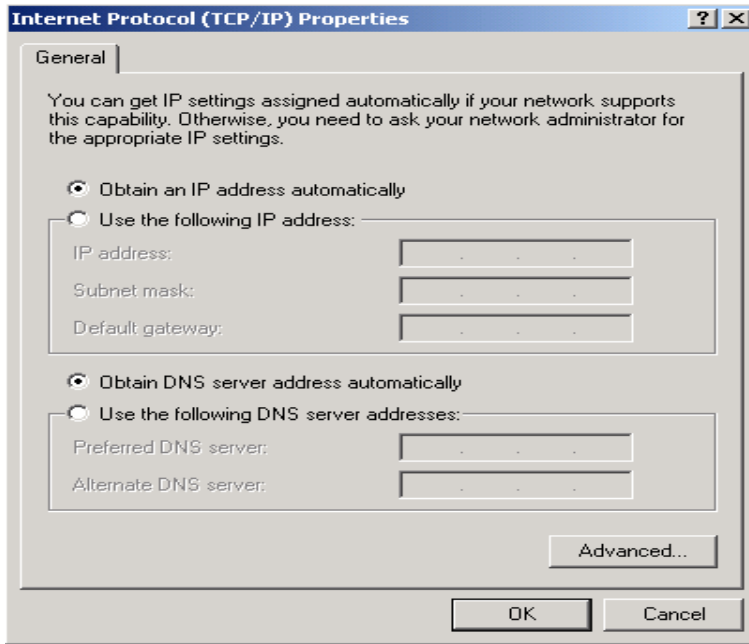 Internet Protocol (TCP/IP) Properties
General
You can get IP settings assigned automatically if your network supports
this capability. Otherwise, you need to ask your network administrator for
the appropriate IP settings.
Obtain an IP address automatically
Use the following IP address:
IP address:
Subnet mask:
Default gateway:
Obtain DNS server address automatically
Use the following DNS server addresses:
Preferred DNS server:
Alternate DNS server:
Advanced...
OK Cancel